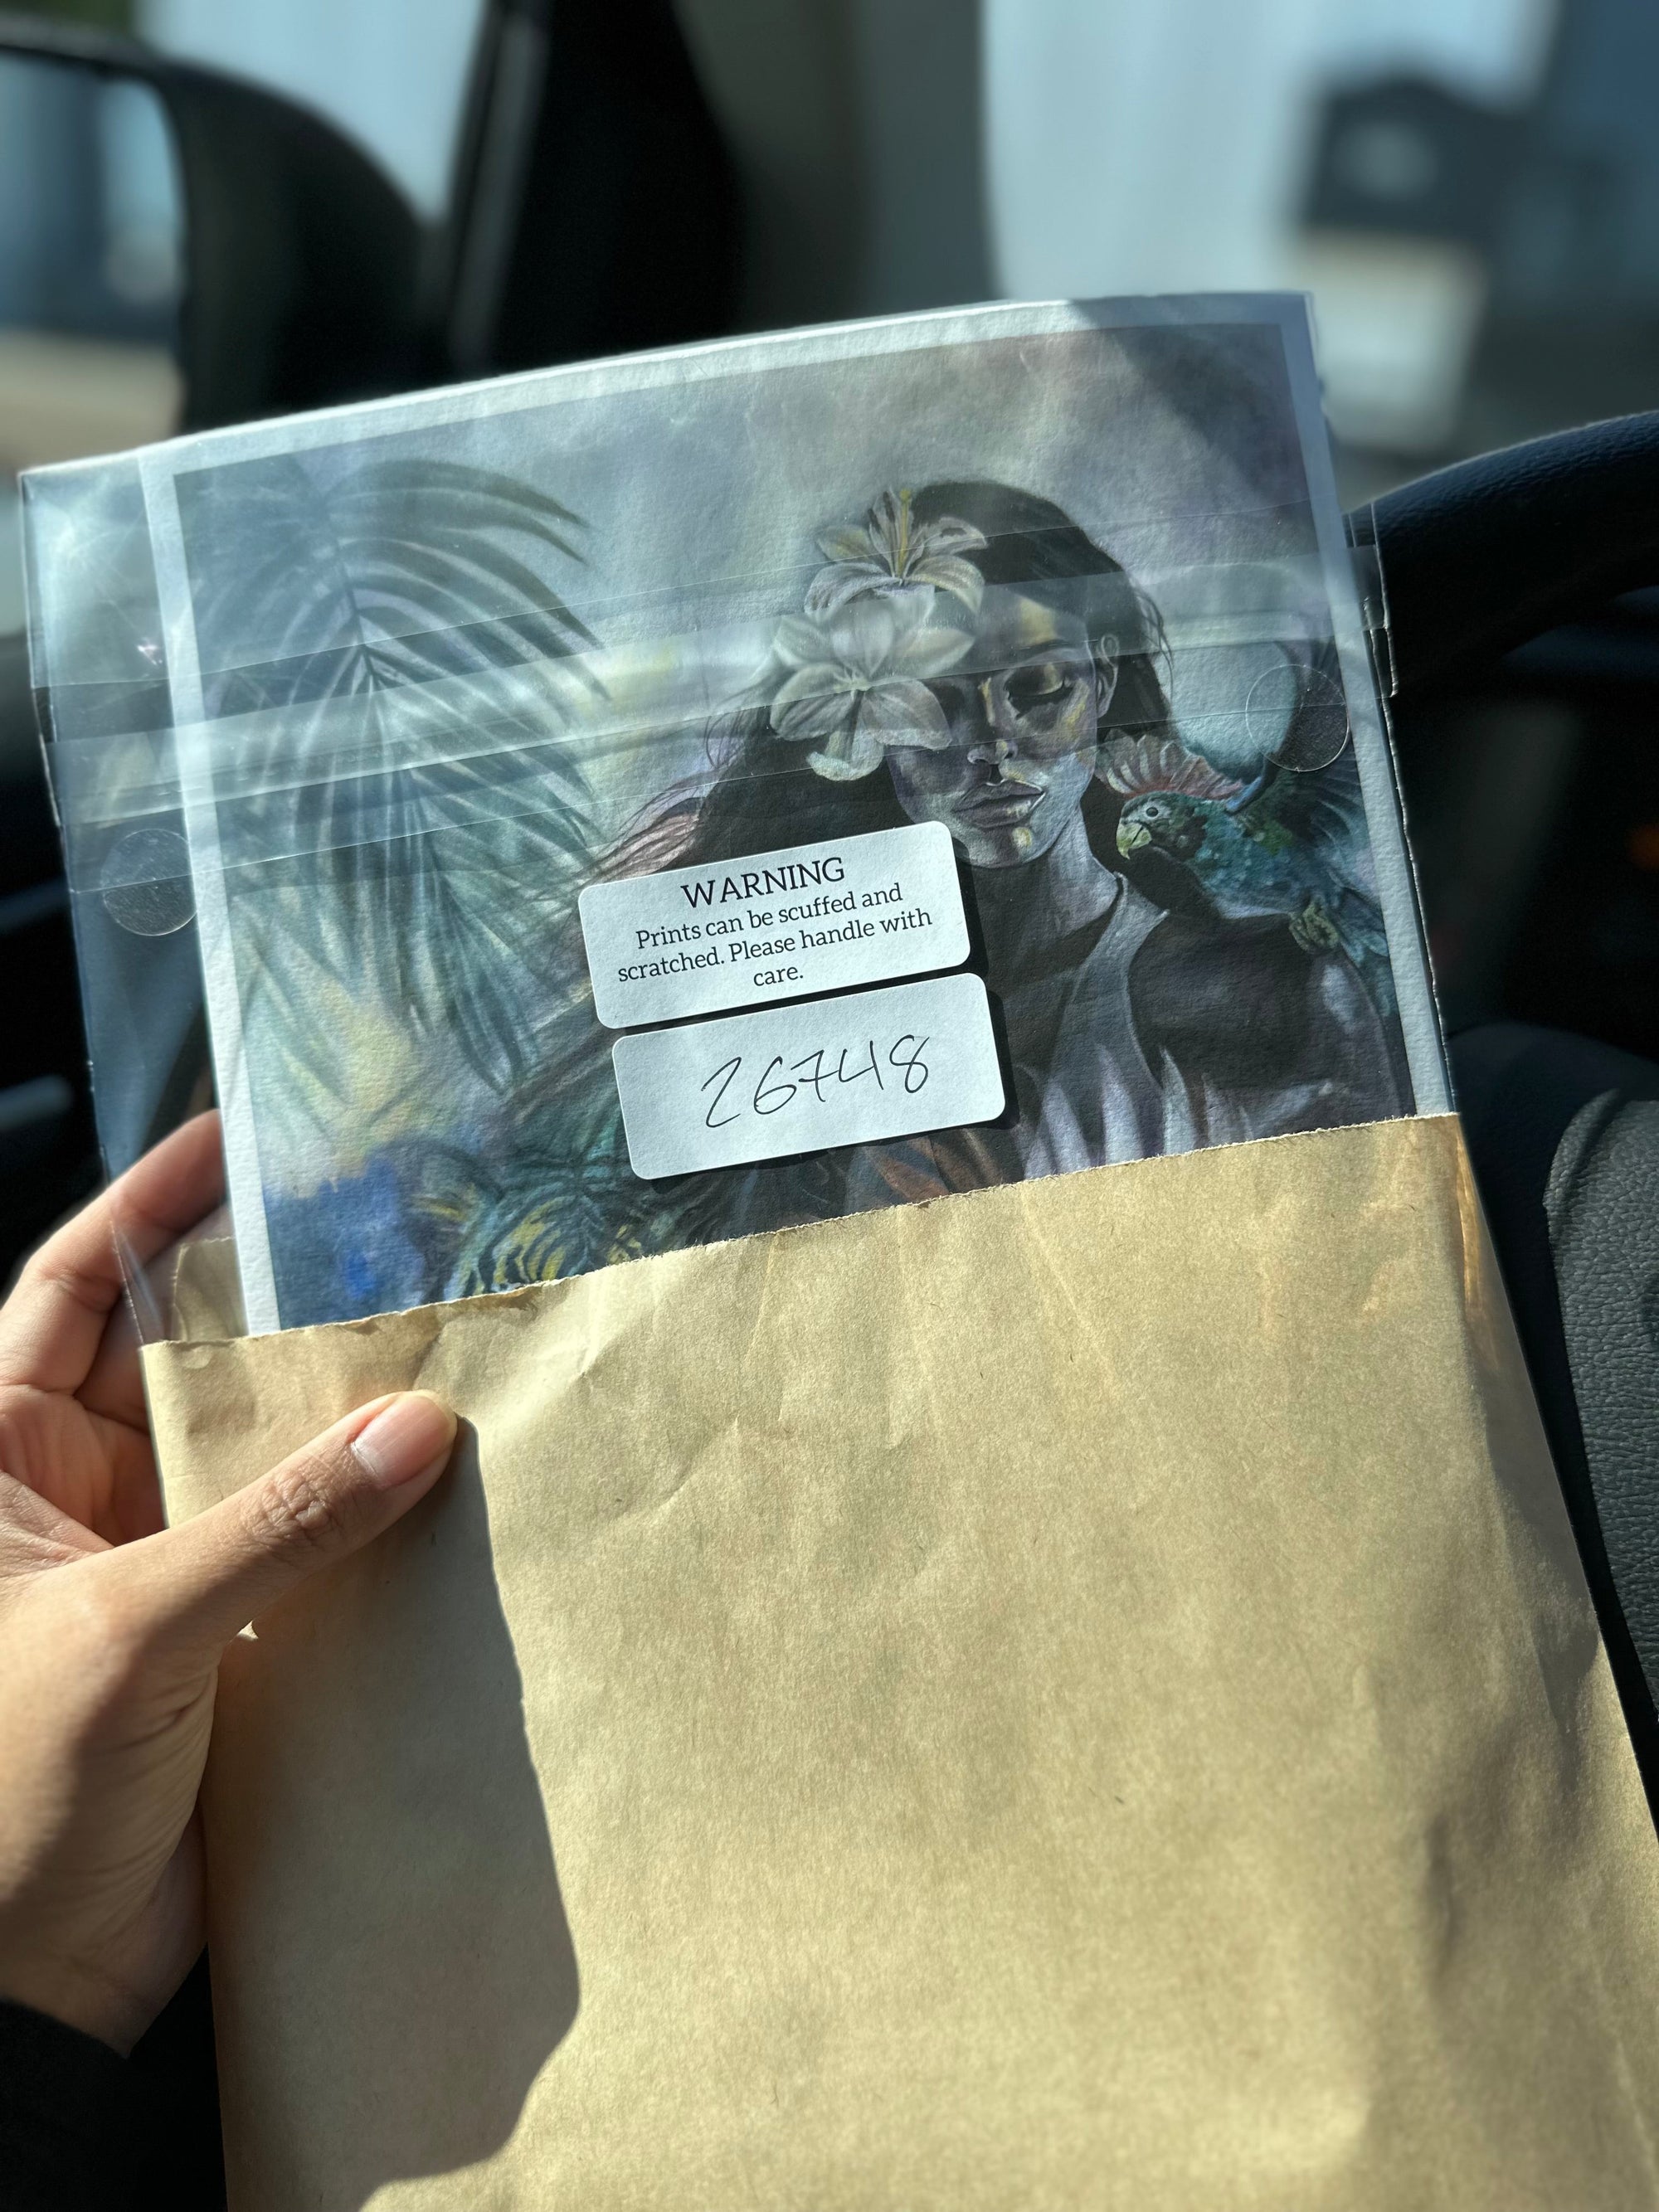 WARNING
Prints can be scuffed and
scratched. Please handle with
care.
26748